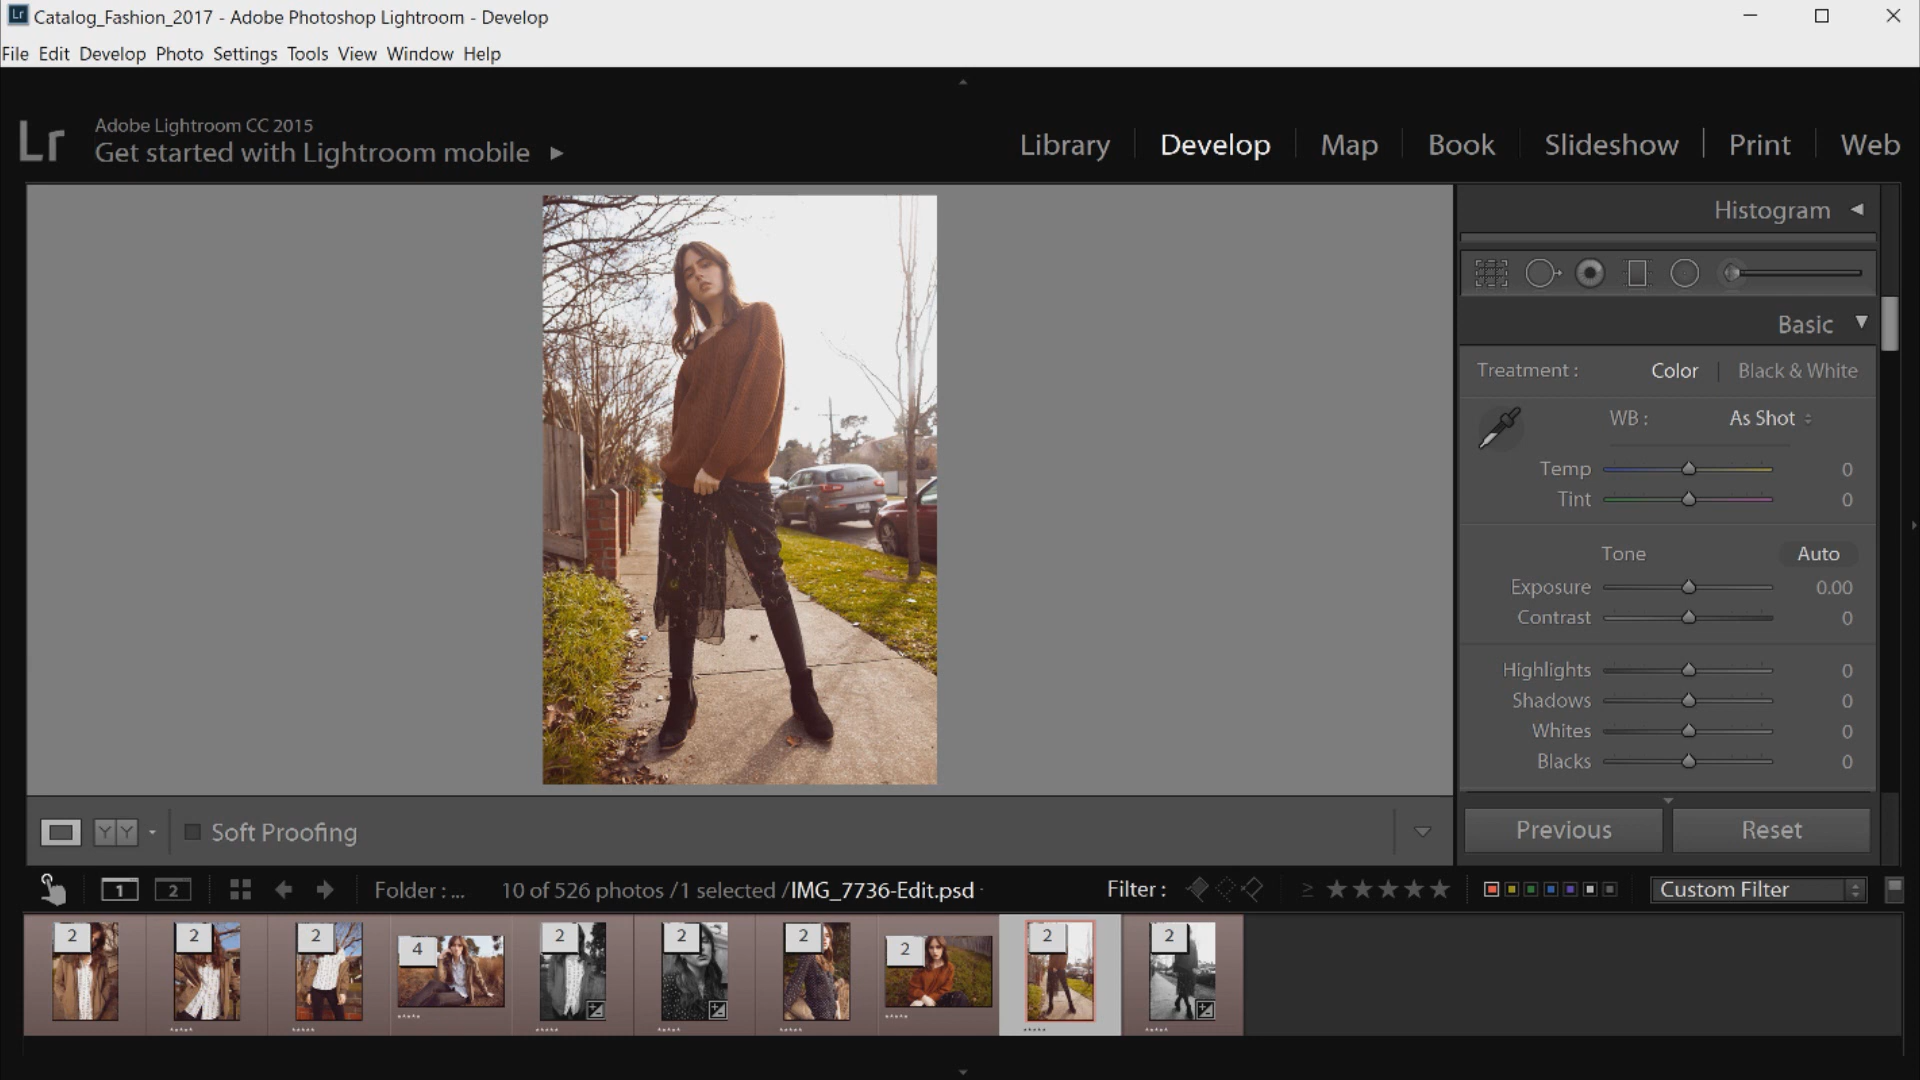 Lr Catalog_Fashion_2017 - Adobe Photoshop Lightroom - Develop
File Edit Develop Photo Settings Tools View Window Help
Lr
Adobe Lightroom CC 2015
Get started with Lightroom mobile
Library Develop Map Book Slideshow Print Web
Histogram
Basic
Treatment : Color Black & White
WB : As Shot
Temp 0
Tint 0
Tone Auto
Exposure 0.00
Contrast 0
Highlights 0
Shadows 0
Whites 0
Blacks 0
Previous Reset
YY Soft Proofing
1 2 Folder : ... 10 of 526 photos /1 selected /IMG_7736-Edit.psd Filter : ≥ Custom Filter
2 2 2 4 2 2 2 2 2 2